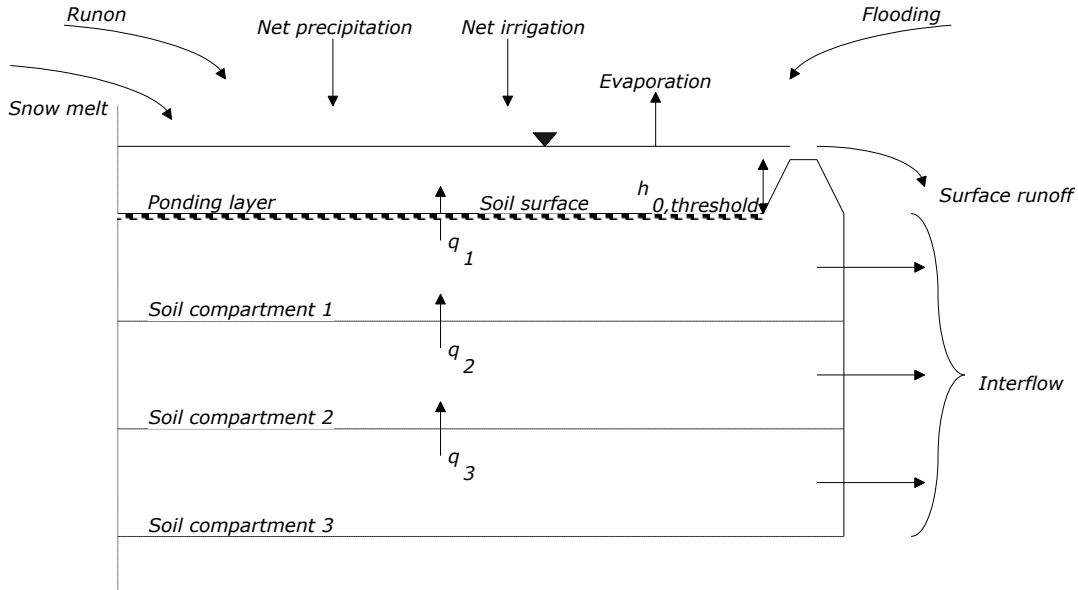 Runon
Net precipitation
Net irrigation
Flooding
Evaporation
Snow melt
Ponding layer
Soil surface
h 0,threshold
Surface runoff
q 1
Soil compartment 1
q 2
Interflow
Soil compartment 2
q 3
Soil compartment 3